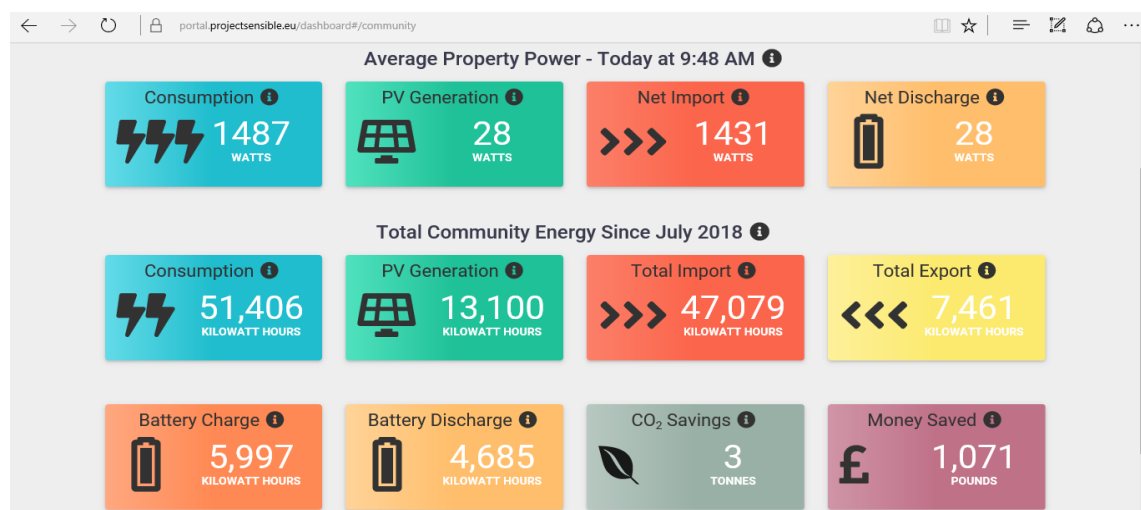 portal.projectsensible.eu/dashboard#/community
Average Property Power - Today at 9:48 AM
Consumption
1487
WATTS
PV Generation
28
WATTS
Net Import
1431
WATTS
Net Discharge
28
WATTS
Total Community Energy Since July 2018
Consumption
51,406
KILOWATT HOURS
PV Generation
13,100
KILOWATT HOURS
Total Import
47,079
KILOWATT HOURS
Total Export
7,461
KILOWATT HOURS
Battery Charge
5,997
KILOWATT HOURS
Battery Discharge
4,685
KILOWATT HOURS
CO₂ Savings
3
TONNES
Money Saved
£
1,071
POUNDS